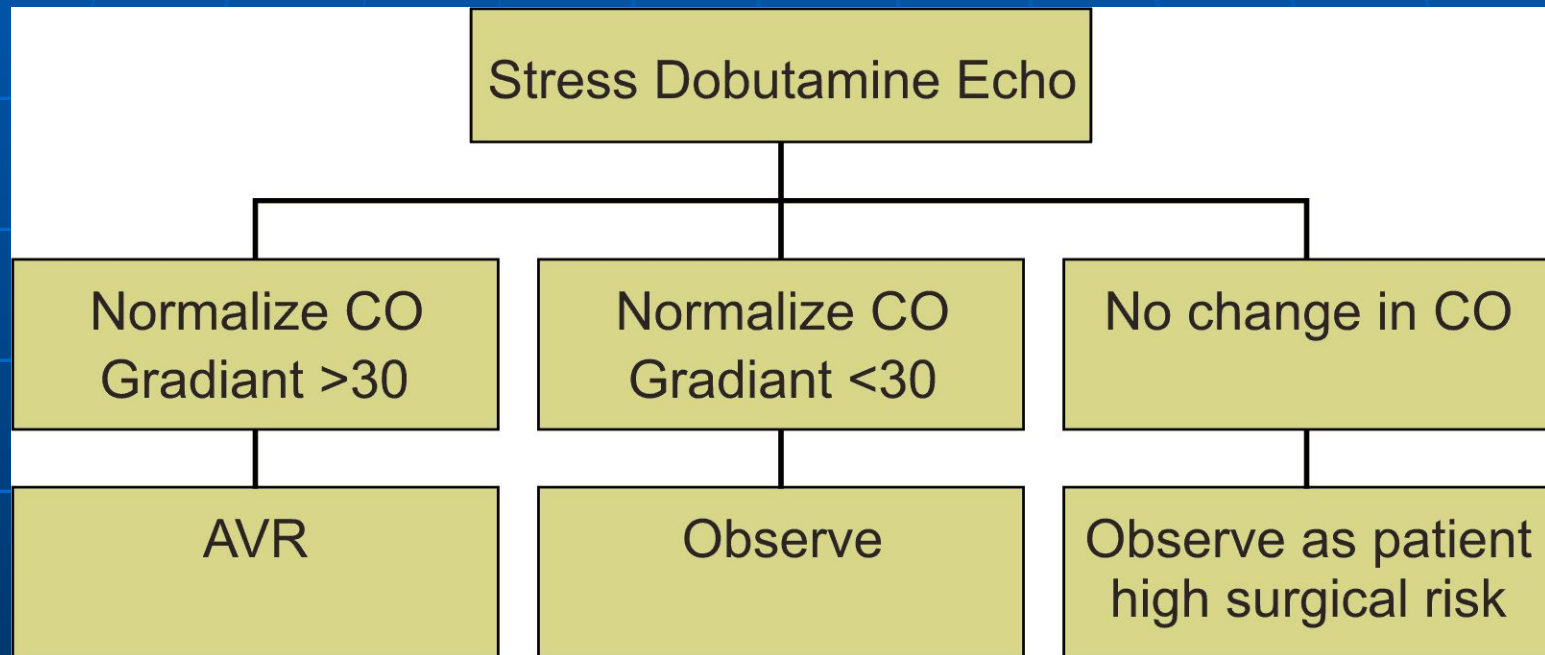 Stress Dobutamine Echo
Normalize CO
Gradiant >30
Normalize CO
Gradiant <30
No change in CO
AVR
Observe
Observe as patient
high surgical risk